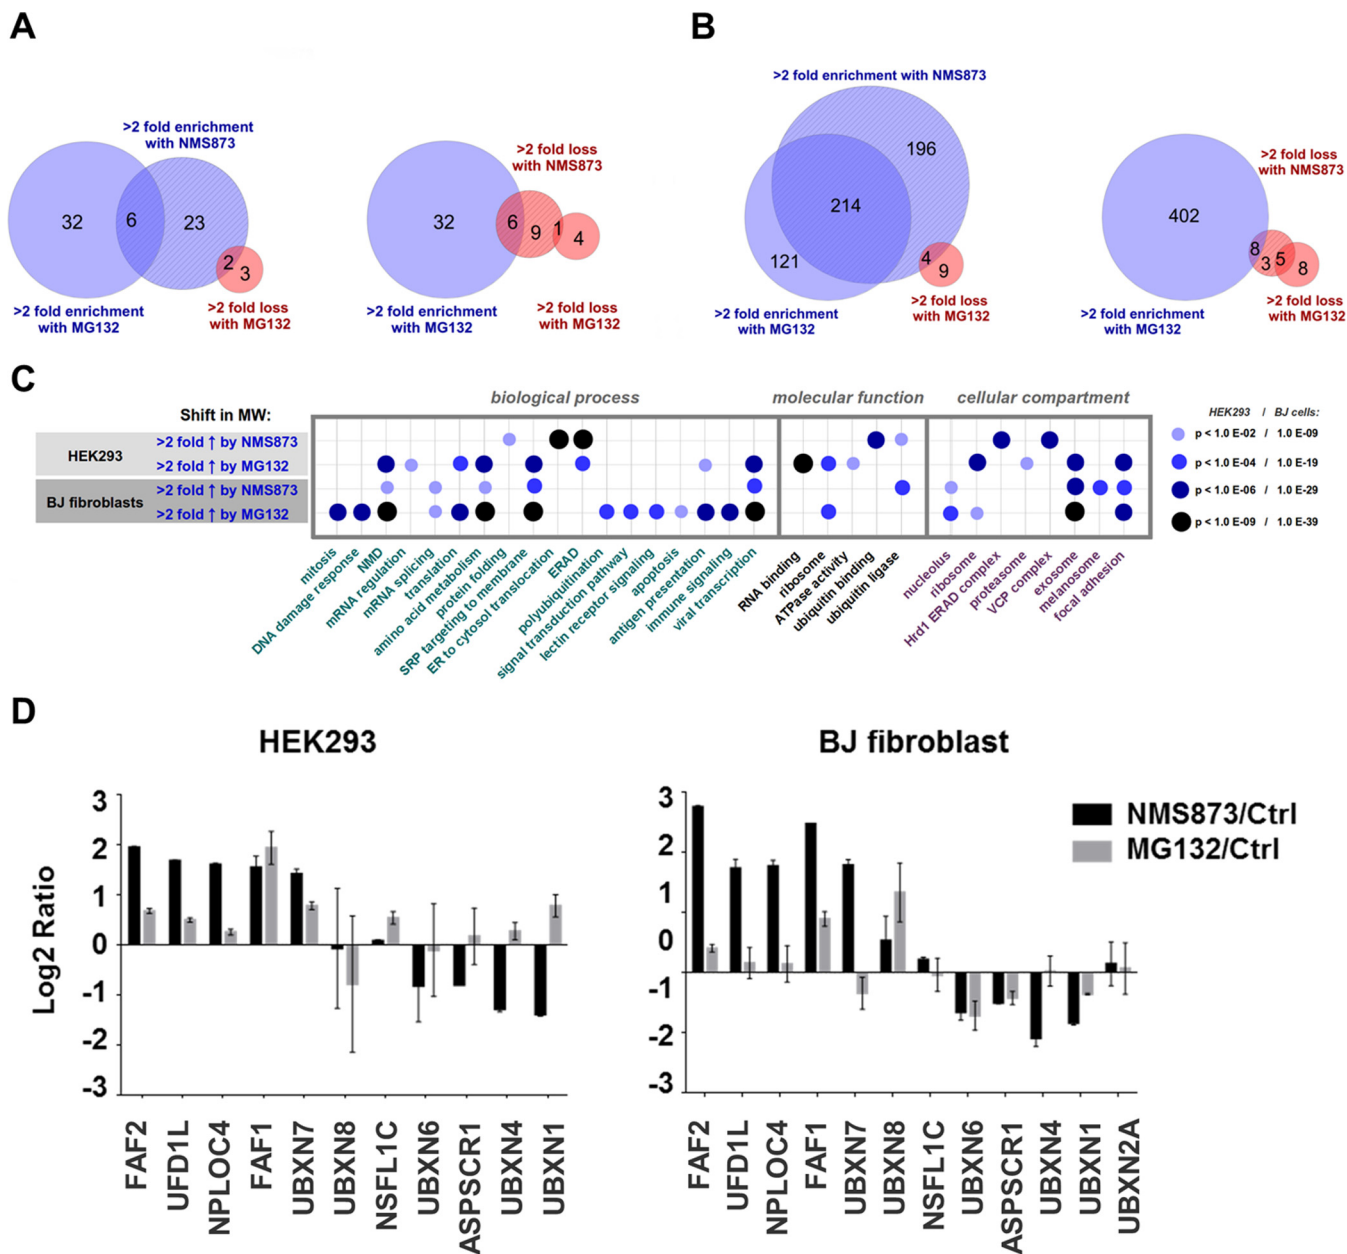 A
B
>2 fold enrichment
with NMS873
32
6
23
2
3
>2 fold enrichment
with MG132
>2 fold loss
with MG132
>2 fold loss
with NMS873
32
6
9
1
4
>2 fold enrichment
with MG132
>2 fold loss
with MG132
>2 fold enrichment with NMS873
196
214
121
4
9
>2 fold enrichment
with MG132
>2 fold loss
with MG132
>2 fold loss
with NMS873
402
8
3
5
8
>2 fold enrichment
with MG132
>2 fold loss
with MG132
C
biological process
molecular function
cellular compartment
Shift in MW:
HEK293
>2 fold ↑ by NMS873
>2 fold ↑ by MG132
BJ fibroblasts
>2 fold ↑ by NMS873
>2 fold ↑ by MG132
HEK293 / BJ cells:
p < 1.0 E-02 / 1.0 E-09
p < 1.0 E-04 / 1.0 E-19
p < 1.0 E-06 / 1.0 E-29
p < 1.0 E-09 / 1.0 E-39
mitosis
DNA damage response
NMD
mRNA regulation
mRNA splicing
translation
amino acid metabolism
protein folding
SRP targeting to membrane
ER to cytosol translocation
ERAD
polyubiquitination
signal transduction pathway
lectin receptor signaling
apoptosis
antigen presentation
immune signaling
viral transcription
RNA binding
ribosome
ATPase activity
ubiquitin binding
ubiquitin ligase
nucleolus
ribosome
Hrd1 ERAD complex
proteasome
VCP complex
exosome
melanosome
focal adhesion
D
HEK293
Log2 Ratio
3
2
1
0
-1
-2
-3
FAF2
UFD1L
NPLOC4
FAF1
UBXN7
UBXN8
NSFL1C
UBXN6
ASPSCR1
UBXN4
UBXN1
BJ fibroblast
3
2
1
0
-1
-2
-3
FAF2
UFD1L
NPLOC4
FAF1
UBXN7
UBXN8
NSFL1C
UBXN6
ASPSCR1
UBXN4
UBXN1
UBXN2A
NMS873/Ctrl
MG132/Ctrl